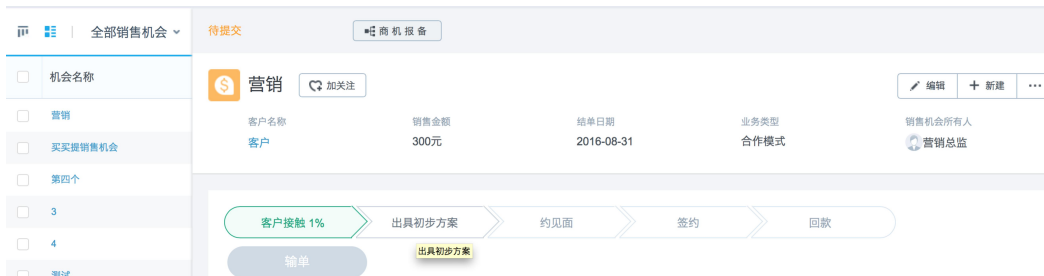 全部销售机会
待提交
商机报备
机会名称
营销
买买提销售机会
第四个
3
4
测试
营销
加关注
编辑
新建
客户名称
销售金额
结单日期
业务类型
销售机会所有人
客户
300元
2016-08-31
合作模式
营销总监
客户接触 1%
出具初步方案
约见面
签约
回款
出具初步方案
输单